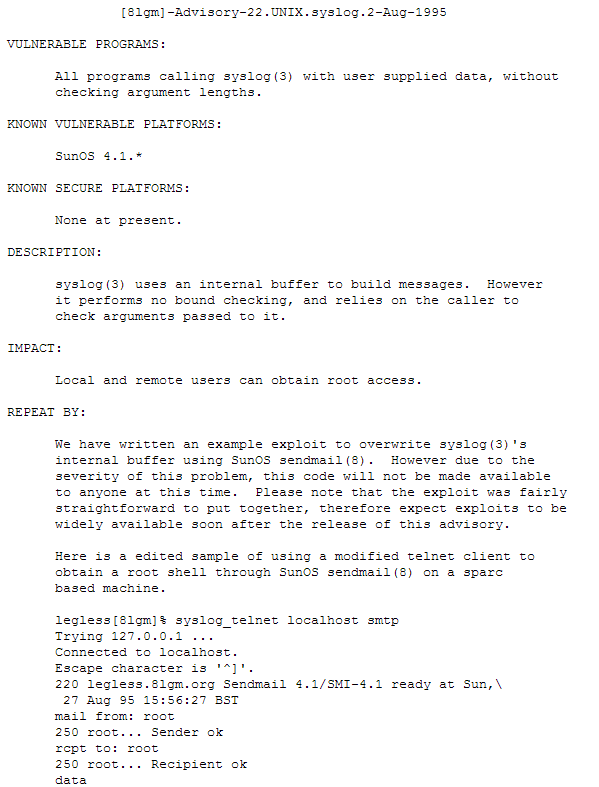 [8lgm]-Advisory-22.UNIX.syslog.2-Aug-1995
VULNERABLE PROGRAMS:
All programs calling syslog(3) with user supplied data, without
checking argument lengths.
KNOWN VULNERABLE PLATFORMS:
SunOS 4.1.*
KNOWN SECURE PLATFORMS:
None at present.
DESCRIPTION:
syslog(3) uses an internal buffer to build messages.  However
it performs no bound checking, and relies on the caller to
check arguments passed to it.
IMPACT:
Local and remote users can obtain root access.
REPEAT BY:
We have written an example exploit to overwrite syslog(3)'s
internal buffer using SunOS sendmail(8).  However due to the
severity of this problem, this code will not be made available
to anyone at this time.  Please note that the exploit was fairly
straightforward to put together, therefore expect exploits to be
widely available soon after the release of this advisory.
Here is a edited sample of using a modified telnet client to
obtain a root shell through SunOS sendmail(8) on a sparc
based machine.
legless[8lgm]% syslog_telnet localhost smtp
Trying 127.0.0.1 ...
Connected to localhost.
Escape character is '^]'.
220 legless.8lgm.org Sendmail 4.1/SMI-4.1 ready at Sun,\
27 Aug 95 15:56:27 BST
mail from: root
250 root... Sender ok
rcpt to: root
250 root... Recipient ok
data